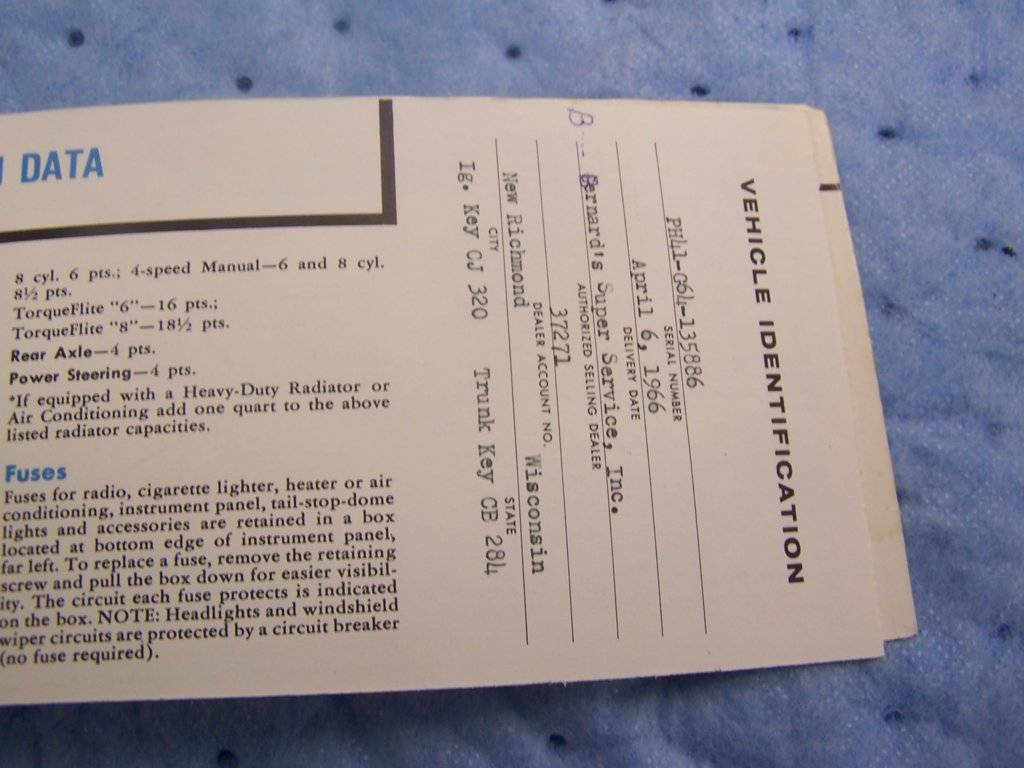 DATA
8 cyl. 6 pts.; 4-speed Manual—6 and 8 cyl.
8½ pts.
TorqueFlite "6"—16 pts.;
TorqueFlite "8"—18½ pts.
Rear Axle—4 pts.
Power Steering—4 pts.
*If equipped with a Heavy-Duty Radiator or
Air Conditioning add one quart to the above
listed radiator capacities.
Fuses
Fuses for radio, cigarette lighter, heater or air
conditioning, instrument panel, tail-stop-dome
lights and accessories are retained in a box
located at bottom edge of instrument panel,
far left. To replace a fuse, remove the retaining
screw and pull the box down for easier visibil-
ity. The circuit each fuse protects is indicated
on the box. NOTE: Headlights and windshield
wiper circuits are protected by a circuit breaker
(no fuse required).
VEHICLE IDENTIFICATION
PH41-G64-135886
SERIAL NUMBER
April 6, 1966
DELIVERY DATE
B Bernard's Super Service, Inc.
AUTHORIZED SELLING DEALER
37271
DEALER ACCOUNT NO.
New Richmond Wisconsin
CITY STATE
Ig. Key CJ 320 Trunk Key CB 284